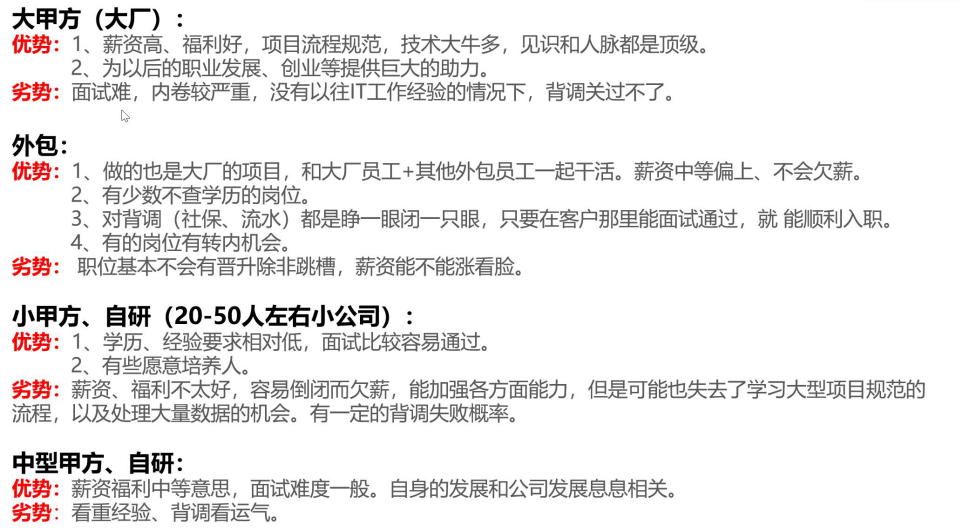 大甲方（大厂）：
优势：1、薪资高、福利好，项目流程规范，技术大牛多，见识和人脉都是顶级。
2、为以后的职业发展、创业等提供巨大的助力。
劣势：面试难，内卷较严重，没有以往IT工作经验的情况下，背调关过不了。
外包：
优势：1、做的也是大厂的项目，和大厂员工+其他外包员工一起干活。薪资中等偏上、不会欠薪。
2、有少数不查学历的岗位。
3、对背调（社保、流水）都是睁一眼闭一只眼，只要在客户那里能面试通过，就 能顺利入职。
4、有的岗位有转内机会。
劣势： 职位基本不会有晋升除非跳槽，薪资能不能涨看脸。
小甲方、自研（20-50人左右小公司）：
优势：1、学历、经验要求相对低，面试比较容易通过。
2、有些愿意培养人。
劣势：薪资、福利不太好，容易倒闭而欠薪，能加强各方面能力，但是可能也失去了学习大型项目规范的
流程，以及处理大量数据的机会。有一定的背调失败概率。
中型甲方、自研：
优势：薪资福利中等意思，面试难度一般。自身的发展和公司发展息息相关。
劣势：看重经验、背调看运气。